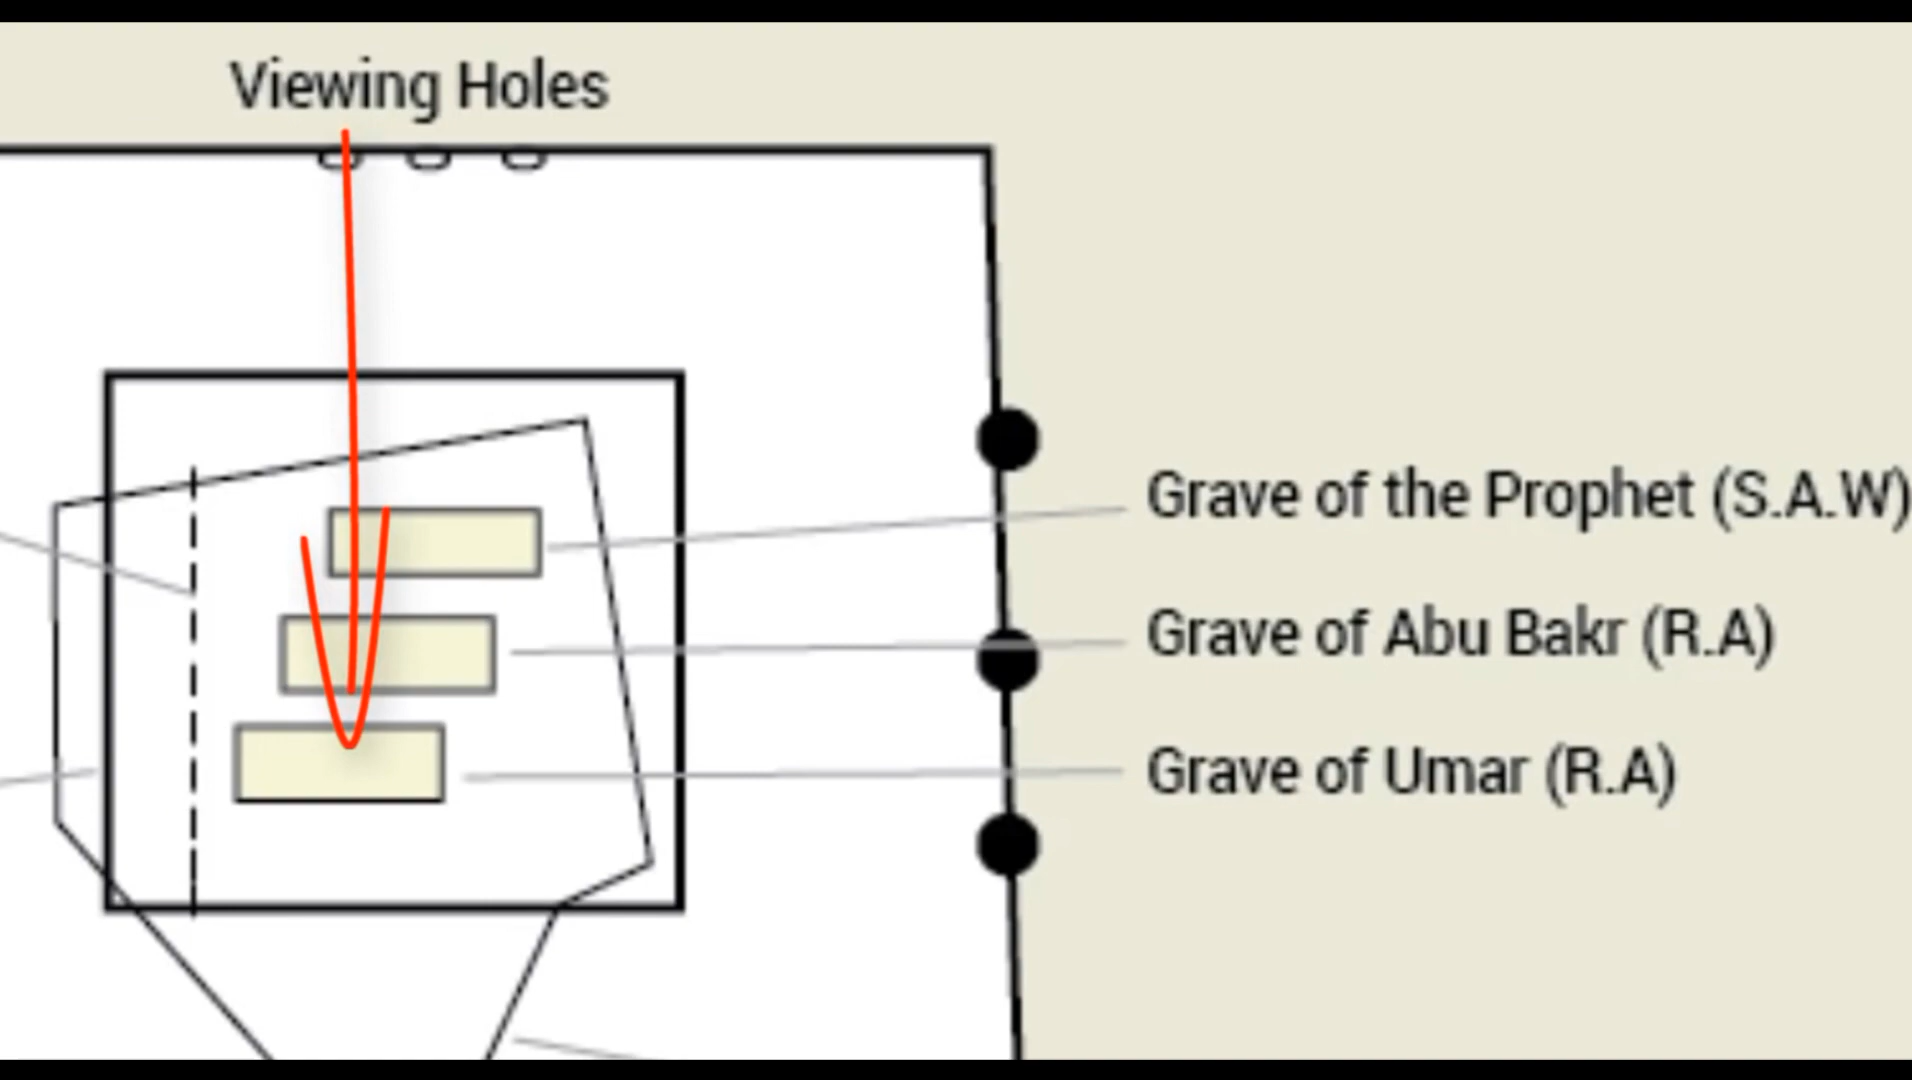 Viewing Holes
Grave of the Prophet (S.A.W)
Grave of Abu Bakr (R.A)
Grave of Umar (R.A)